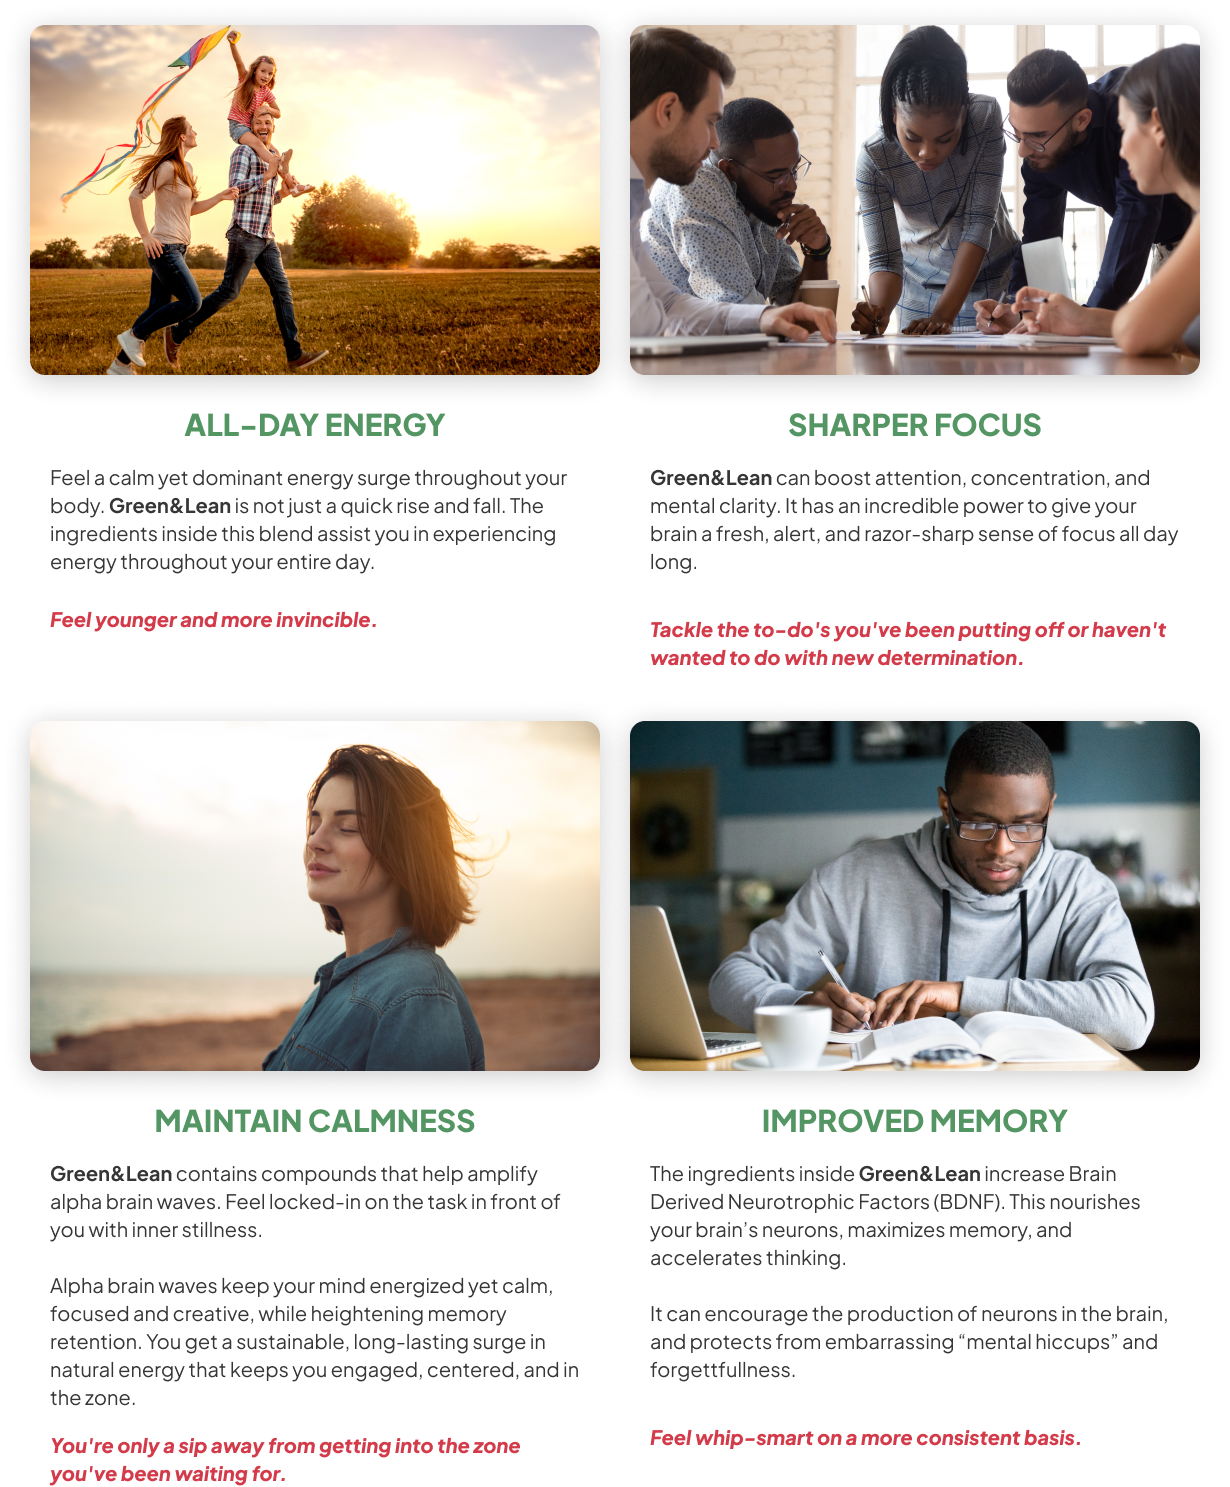 ALL-DAY ENERGY
Feel a calm yet dominant energy surge throughout your
body. Green&Lean is not just a quick rise and fall. The
ingredients inside this blend assist you in experiencing
energy throughout your entire day.
Feel younger and more invincible.
SHARPER FOCUS
Green&Lean can boost attention, concentration, and
mental clarity. It has an incredible power to give your
brain a fresh, alert, and razor-sharp sense of focus all day
long.
Tackle the to-do's you've been putting off or haven't
wanted to do with new determination.
MAINTAIN CALMNESS
Green&Lean contains compounds that help amplify
alpha brain waves. Feel locked-in on the task in front of
you with inner stillness.
Alpha brain waves keep your mind energized yet calm,
focused and creative, while heightening memory
retention. You get a sustainable, long-lasting surge in
natural energy that keeps you engaged, centered, and in
the zone.
You're only a sip away from getting into the zone
you've been waiting for.
IMPROVED MEMORY
The ingredients inside Green&Lean increase Brain
Derived Neurotrophic Factors (BDNF). This nourishes
your brain’s neurons, maximizes memory, and
accelerates thinking.
It can encourage the production of neurons in the brain,
and protects from embarrassing “mental hiccups” and
forgettfullness.
Feel whip-smart on a more consistent basis.